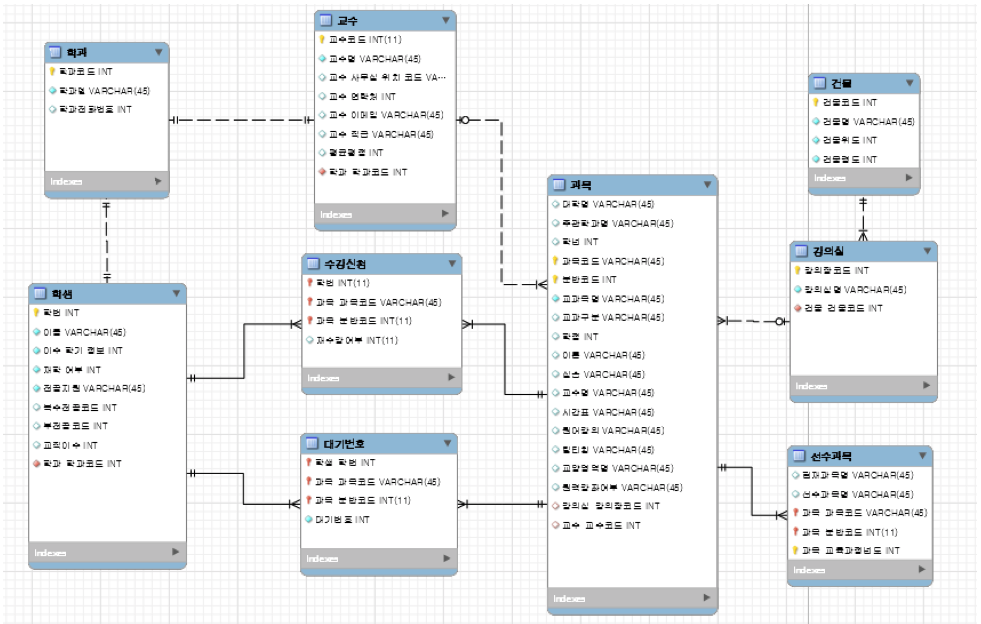 학과
학과코드 INT
학과명 VARCHAR(45)
학과전화번호 INT
Indexes
교수
교수코드 INT(11)
교수명 VARCHAR(45)
교수 사무실 위치 코드 VA...
교수 연락처 INT
교수 이메일 VARCHAR(45)
교수 직급 VARCHAR(45)
평균평점 INT
학과 학과코드 INT
Indexes
건물
건물코드 INT
건물명 VARCHAR(45)
건물위도 INT
건물경도 INT
Indexes
학생
학번 INT
이름 VARCHAR(45)
이수 학기 정보 INT
재학 여부 INT
전공지원 VARCHAR(45)
복수전공코드 INT
부전공코드 INT
교직이수 INT
학과 학과코드 INT
Indexes
수강신청
학번 INT(11)
과목 과목코드 VARCHAR(45)
과목 분반코드 INT(11)
재수강여부 INT(11)
Indexes
대기번호
학생 학번 INT
과목 과목코드 VARCHAR(45)
과목 분반코드 INT(11)
대기번호 INT
Indexes
과목
대학명 VARCHAR(45)
주관학과명 VARCHAR(45)
학년 INT
과목코드 VARCHAR(45)
분반코드 INT
교과목명 VARCHAR(45)
교과구분 VARCHAR(45)
학점 INT
이론 VARCHAR(45)
실습 VARCHAR(45)
교수명 VARCHAR(45)
시간표 VARCHAR(45)
원어강의 VARCHAR(45)
팀티칭 VARCHAR(45)
교양영역명 VARCHAR(45)
원격강좌여부 VARCHAR(45)
강의실 강의장코드 INT
교수 교수코드 INT
Indexes
강의실
강의장코드 INT
강의실명 VARCHAR(45)
건물 건물코드 INT
Indexes
선수과목
현재과목명 VARCHAR(45)
선수과목명 VARCHAR(45)
과목 과목코드 VARCHAR(45)
과목 분반코드 INT(11)
과목 교육과정년도 INT
Indexes